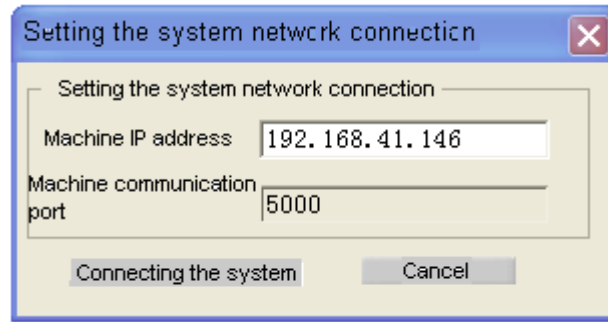 Setting the system network connection
Setting the system network connection
Machine IP address 192.168.41.146
Machine communication
port 5000
Connecting the system Cancel